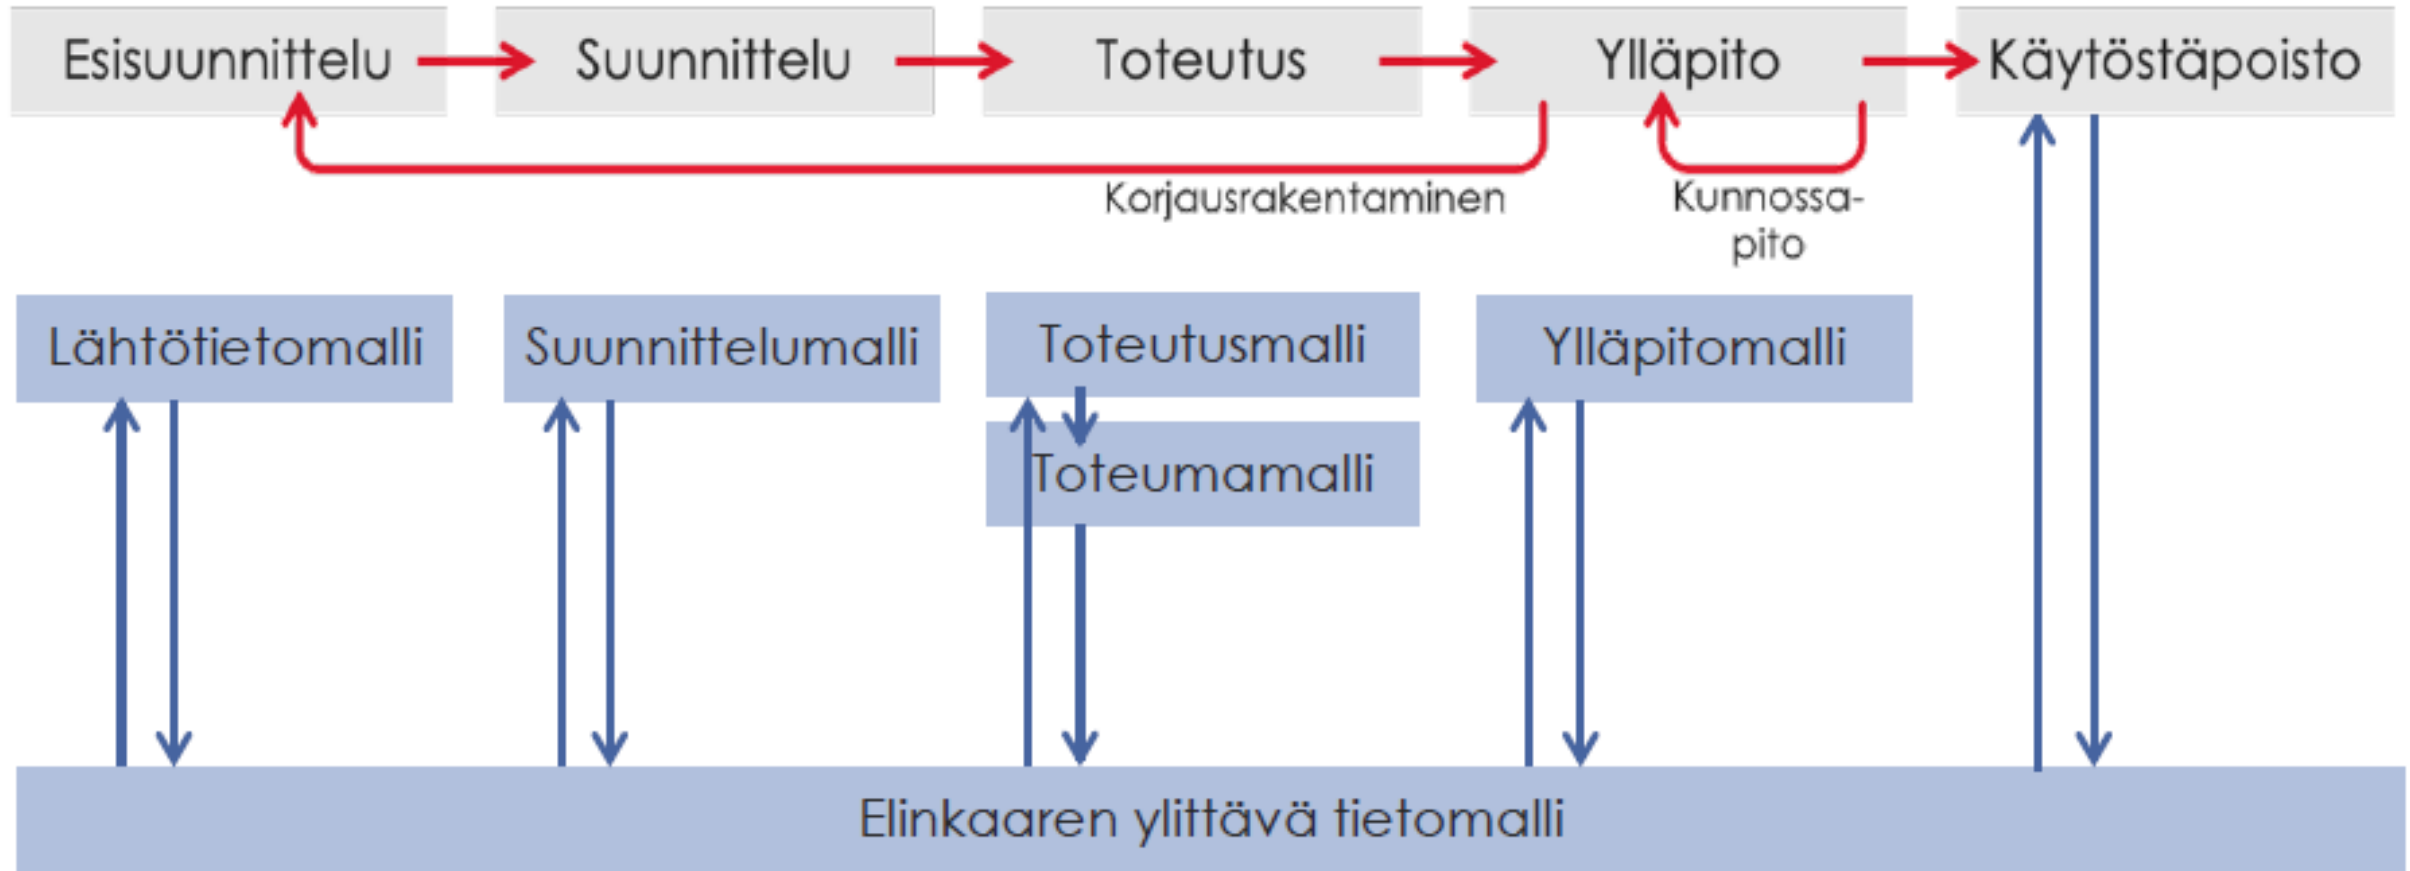 Esisuunnittelu
Suunnittelu
Toteutus
Ylläpito
Käytöstäpoisto
Korjausrakentaminen
Kunnossa-
pito
Lähtötietomalli
Suunnittelumalli
Toteutusmalli
Ylläpitomalli
Toteumamalli
Elinkaaren ylittävä tietomalli